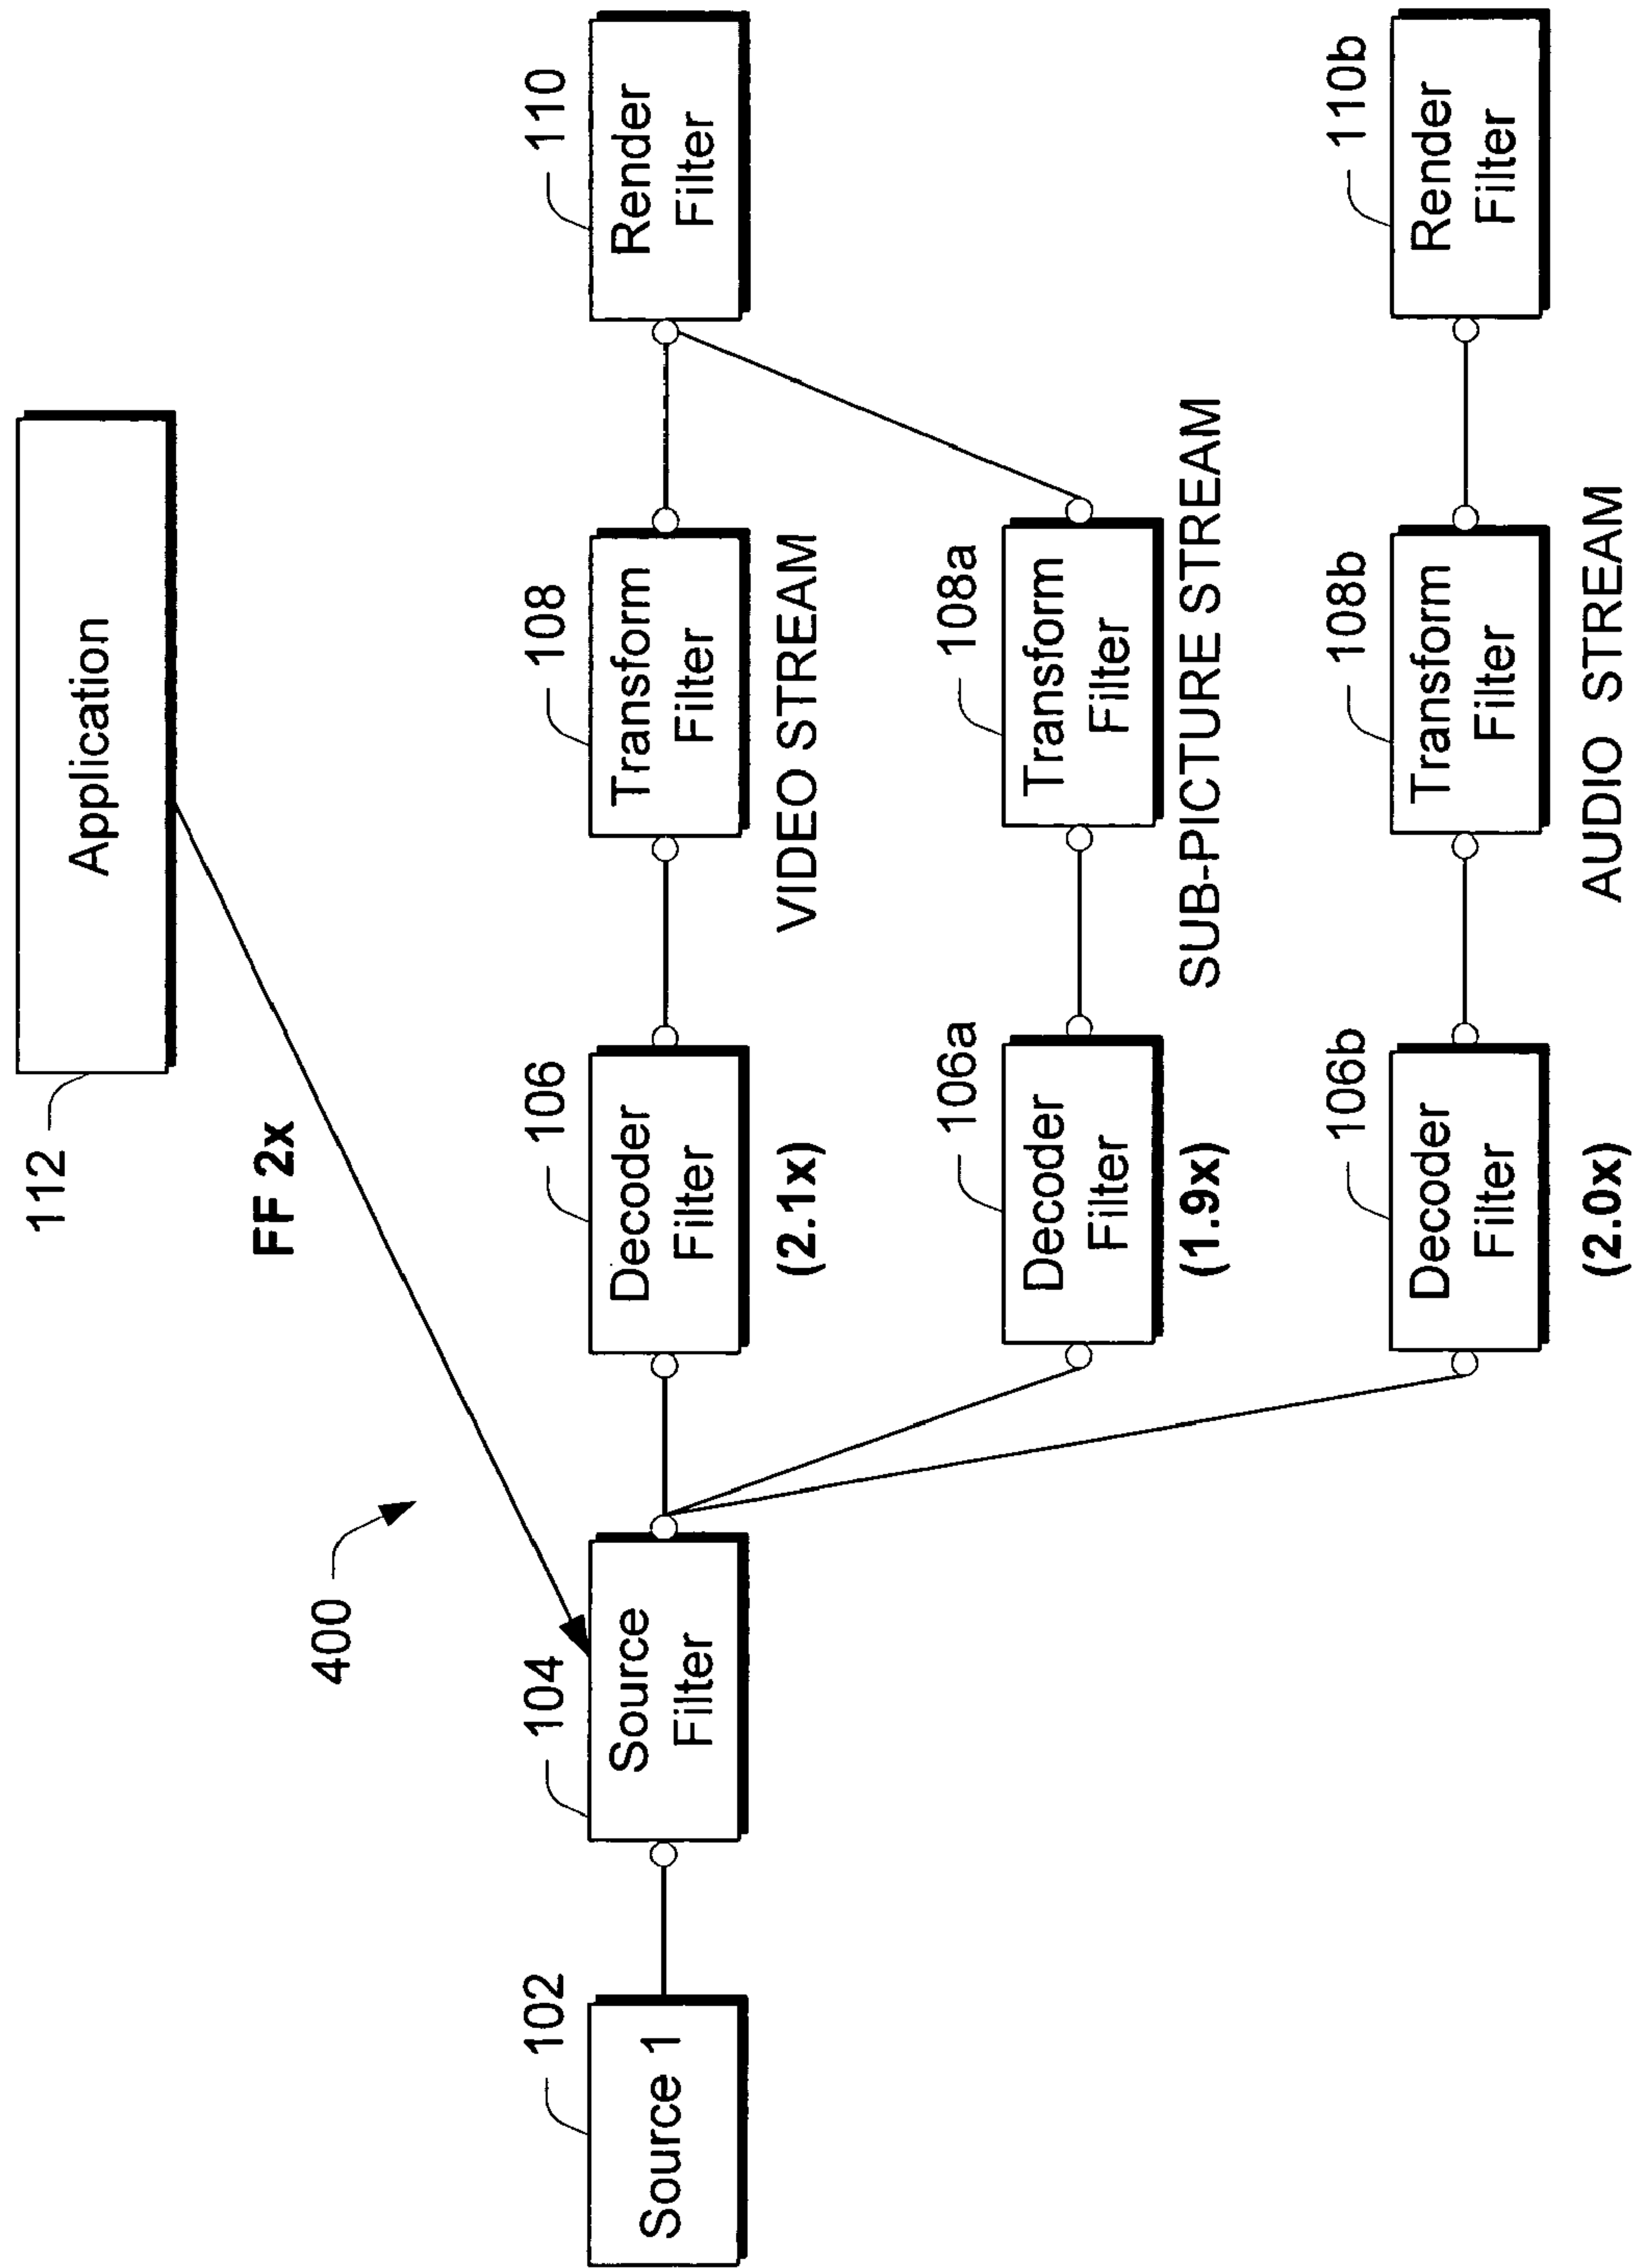 Application
112
FF 2x
400
102
Source 1
104
Source
Filter
106
Decoder
Filter
(2.1x)
108
Transform
Filter
VIDEO STREAM
110
Render
Filter
106a
Decoder
Filter
(1.9x)
108a
Transform
Filter
SUB-PICTURE STREAM
106b
Decoder
Filter
(2.0x)
108b
Transform
Filter
AUDIO STREAM
110b
Render
Filter